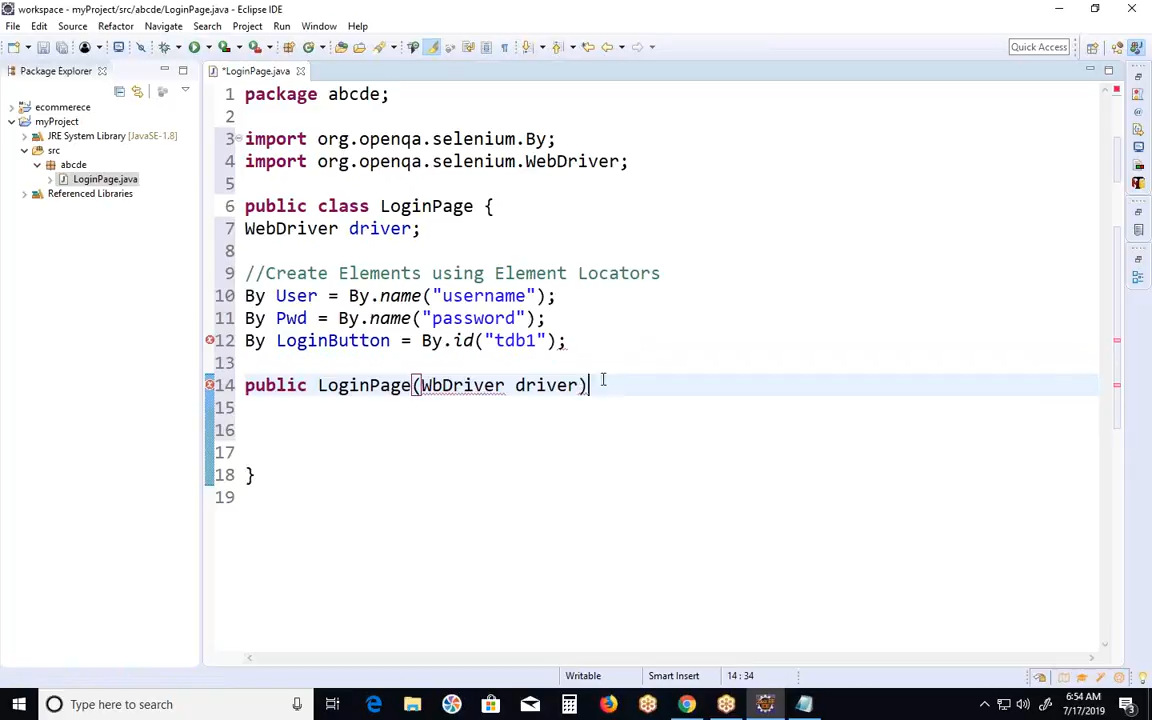 workspace - myProject/src/abcde/LoginPage.java - Eclipse IDE
File Edit Source Refactor Navigate Search Project Run Window Help
Quick Access
Package Explorer
*LoginPage.java
ecommerece
myProject
JRE System Library [JavaSE-1.8]
src
abcde
LoginPage.java
Referenced Libraries
1 package abcde;
2
3 import org.openqa.selenium.By;
4 import org.openqa.selenium.WebDriver;
5
6 public class LoginPage {
7 WebDriver driver;
8
9 //Create Elements using Element Locators
10 By User = By.name("username");
11 By Pwd = By.name("password");
12 By LoginButton = By.id("tdb1");
13
14 public LoginPage(WbDriver driver)
15
16
17
18 }
19
Writable Smart Insert 14 : 34
Type here to search
6:54 AM
7/17/2019
3